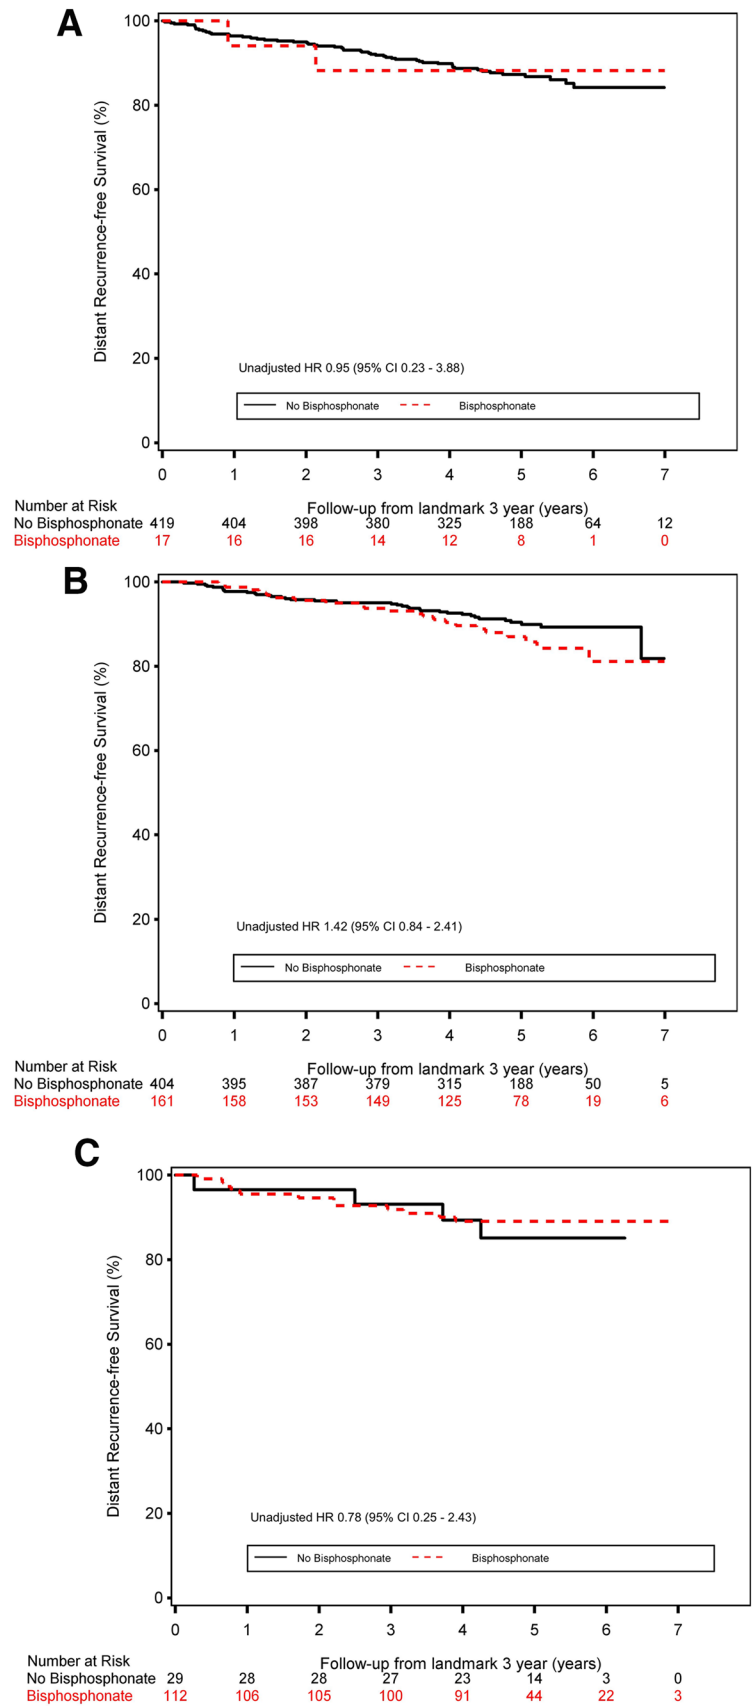 A
Distant Recurrence-free Survival (%)
100
80
60
40
20
0
Unadjusted HR 0.95 (95% CI 0.23 - 3.88)
No Bisphosphonate Bisphosphonate
0 1 2 3 4 5 6 7
Number at Risk
Follow-up from landmark 3 year (years)
No Bisphosphonate 419 404 398 380 325 188 64 12
Bisphosphonate 17 16 16 14 12 8 1 0
B
Distant Recurrence-free Survival (%)
100
80
60
40
20
0
Unadjusted HR 1.42 (95% CI 0.84 - 2.41)
No Bisphosphonate Bisphosphonate
0 1 2 3 4 5 6 7
Number at Risk
Follow-up from landmark 3 year (years)
No Bisphosphonate 404 395 387 379 315 188 50 5
Bisphosphonate 161 158 153 149 125 78 19 6
C
Distant Recurrence-free Survival (%)
100
80
60
40
20
0
Unadjusted HR 0.78 (95% CI 0.25 - 2.43)
No Bisphosphonate Bisphosphonate
0 1 2 3 4 5 6 7
Number at Risk
Follow-up from landmark 3 year (years)
No Bisphosphonate 29 28 28 27 23 14 3 0
Bisphosphonate 112 106 105 100 91 44 22 3